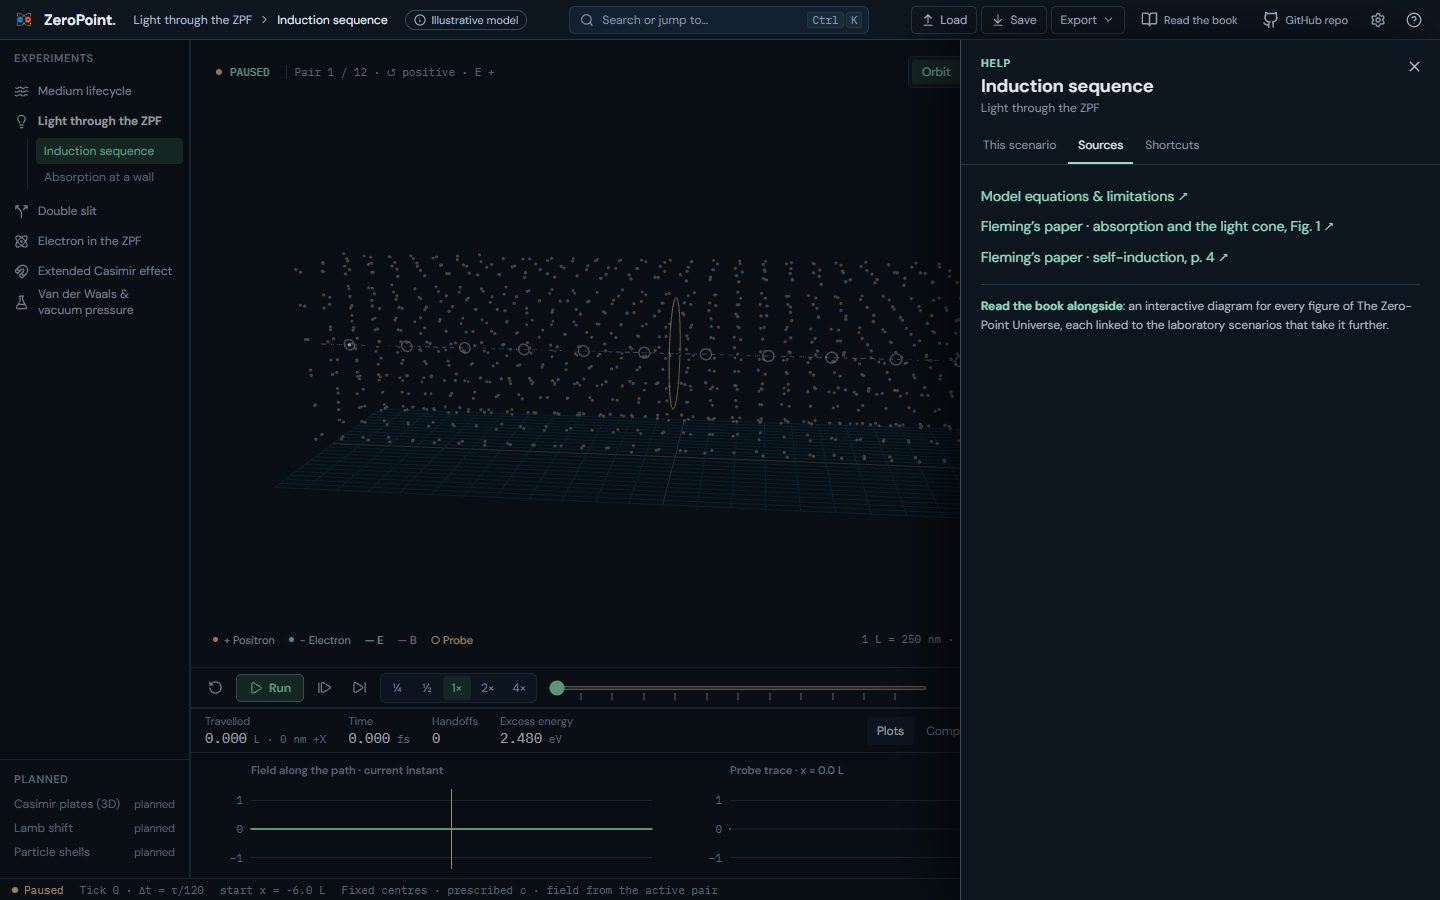 ZeroPoint.
Light through the ZPF > Induction sequence
Illustrative model
Search or jump to...
Ctrl K
Load
Save
Export
Read the book
GitHub repo
EXPERIMENTS
Medium lifecycle
Light through the ZPF
Induction sequence
Absorption at a wall
Double slit
Electron in the ZPF
Extended Casimir effect
Van der Waals &
vacuum pressure
PLANNED
Casimir plates (3D) planned
Lamb shift planned
Particle shells planned
PAUSED Pair 1 / 12 · ↺ positive · E +
Orbit
+ Positron − Electron — E — B Probe
1 L = 250 nm ·
Run
¼ ½ 1× 2× 4×
Travelled
0.000 L · 0 nm +X
Time
0.000 fs
Handoffs
0
Excess energy
2.480 eV
Plots
Field along the path · current instant
1
0
−1
Probe trace · x = 0.0 L
1
0
−1
HELP
Induction sequence
Light through the ZPF
This scenario Sources Shortcuts
Model equations & limitations ↗
Fleming's paper · absorption and the light cone, Fig. 1 ↗
Fleming's paper · self-induction, p. 4 ↗
Read the book alongside: an interactive diagram for every figure of The Zero-
Point Universe, each linked to the laboratory scenarios that take it further.
Paused Tick 0 · Δt = τ/120 start x = -6.0 L Fixed centres · prescribed c · field from the active pair